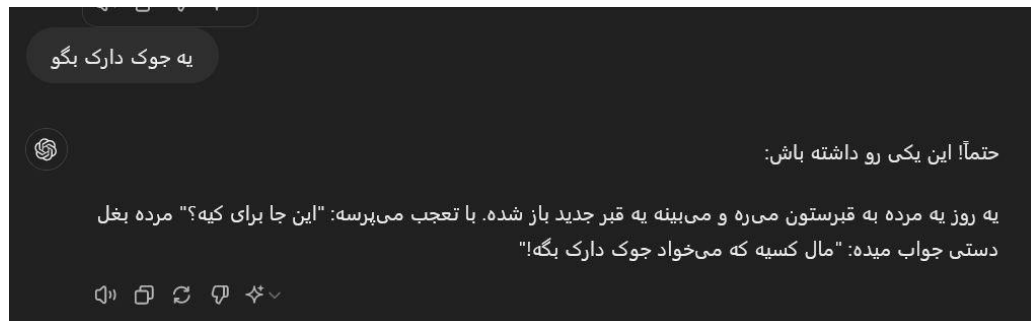 یه جوک دارک بگو
حتماً! این یکی رو داشته باش:
یه روز یه مرده به قبرستون می‌ره و می‌بینه یه قبر جدید باز شده. با تعجب می‌پرسه: "این جا برای کیه؟" مرده بغل
دستی جواب میده: "مال کسیه که می‌خواد جوک دارک بگه!"